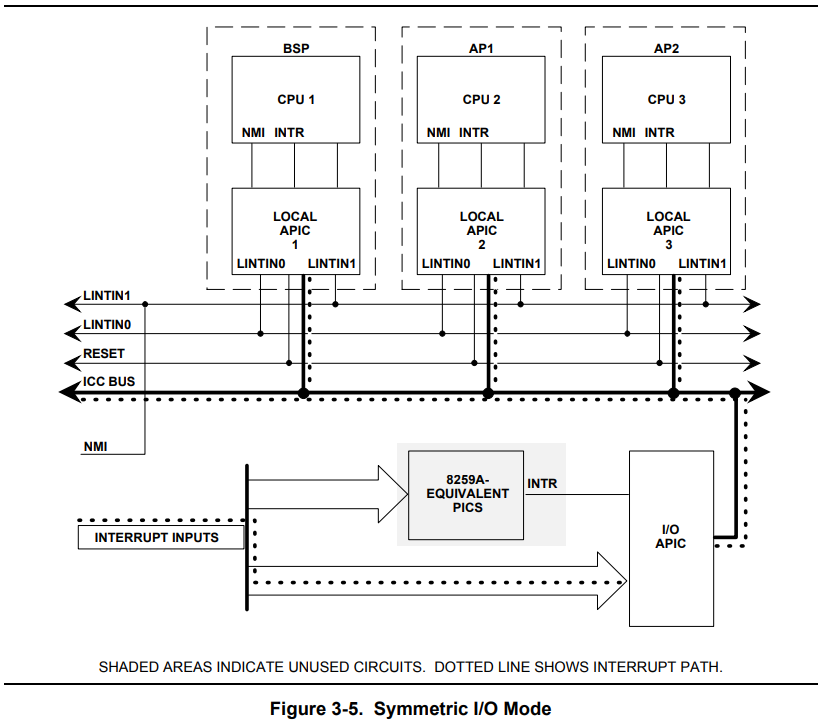 BSP
AP1
AP2
CPU 1
CPU 2
CPU 3
NMI INTR
NMI INTR
NMI INTR
LOCAL
APIC
1
LOCAL
APIC
2
LOCAL
APIC
3
LINTIN0
LINTIN1
LINTIN0
LINTIN1
LINTIN0
LINTIN1
LINTIN1
LINTIN0
RESET
ICC BUS
NMI
8259A-
EQUIVALENT
PICS
INTR
I/O
APIC
INTERRUPT INPUTS
SHADED AREAS INDICATE UNUSED CIRCUITS. DOTTED LINE SHOWS INTERRUPT PATH.
Figure 3-5. Symmetric I/O Mode